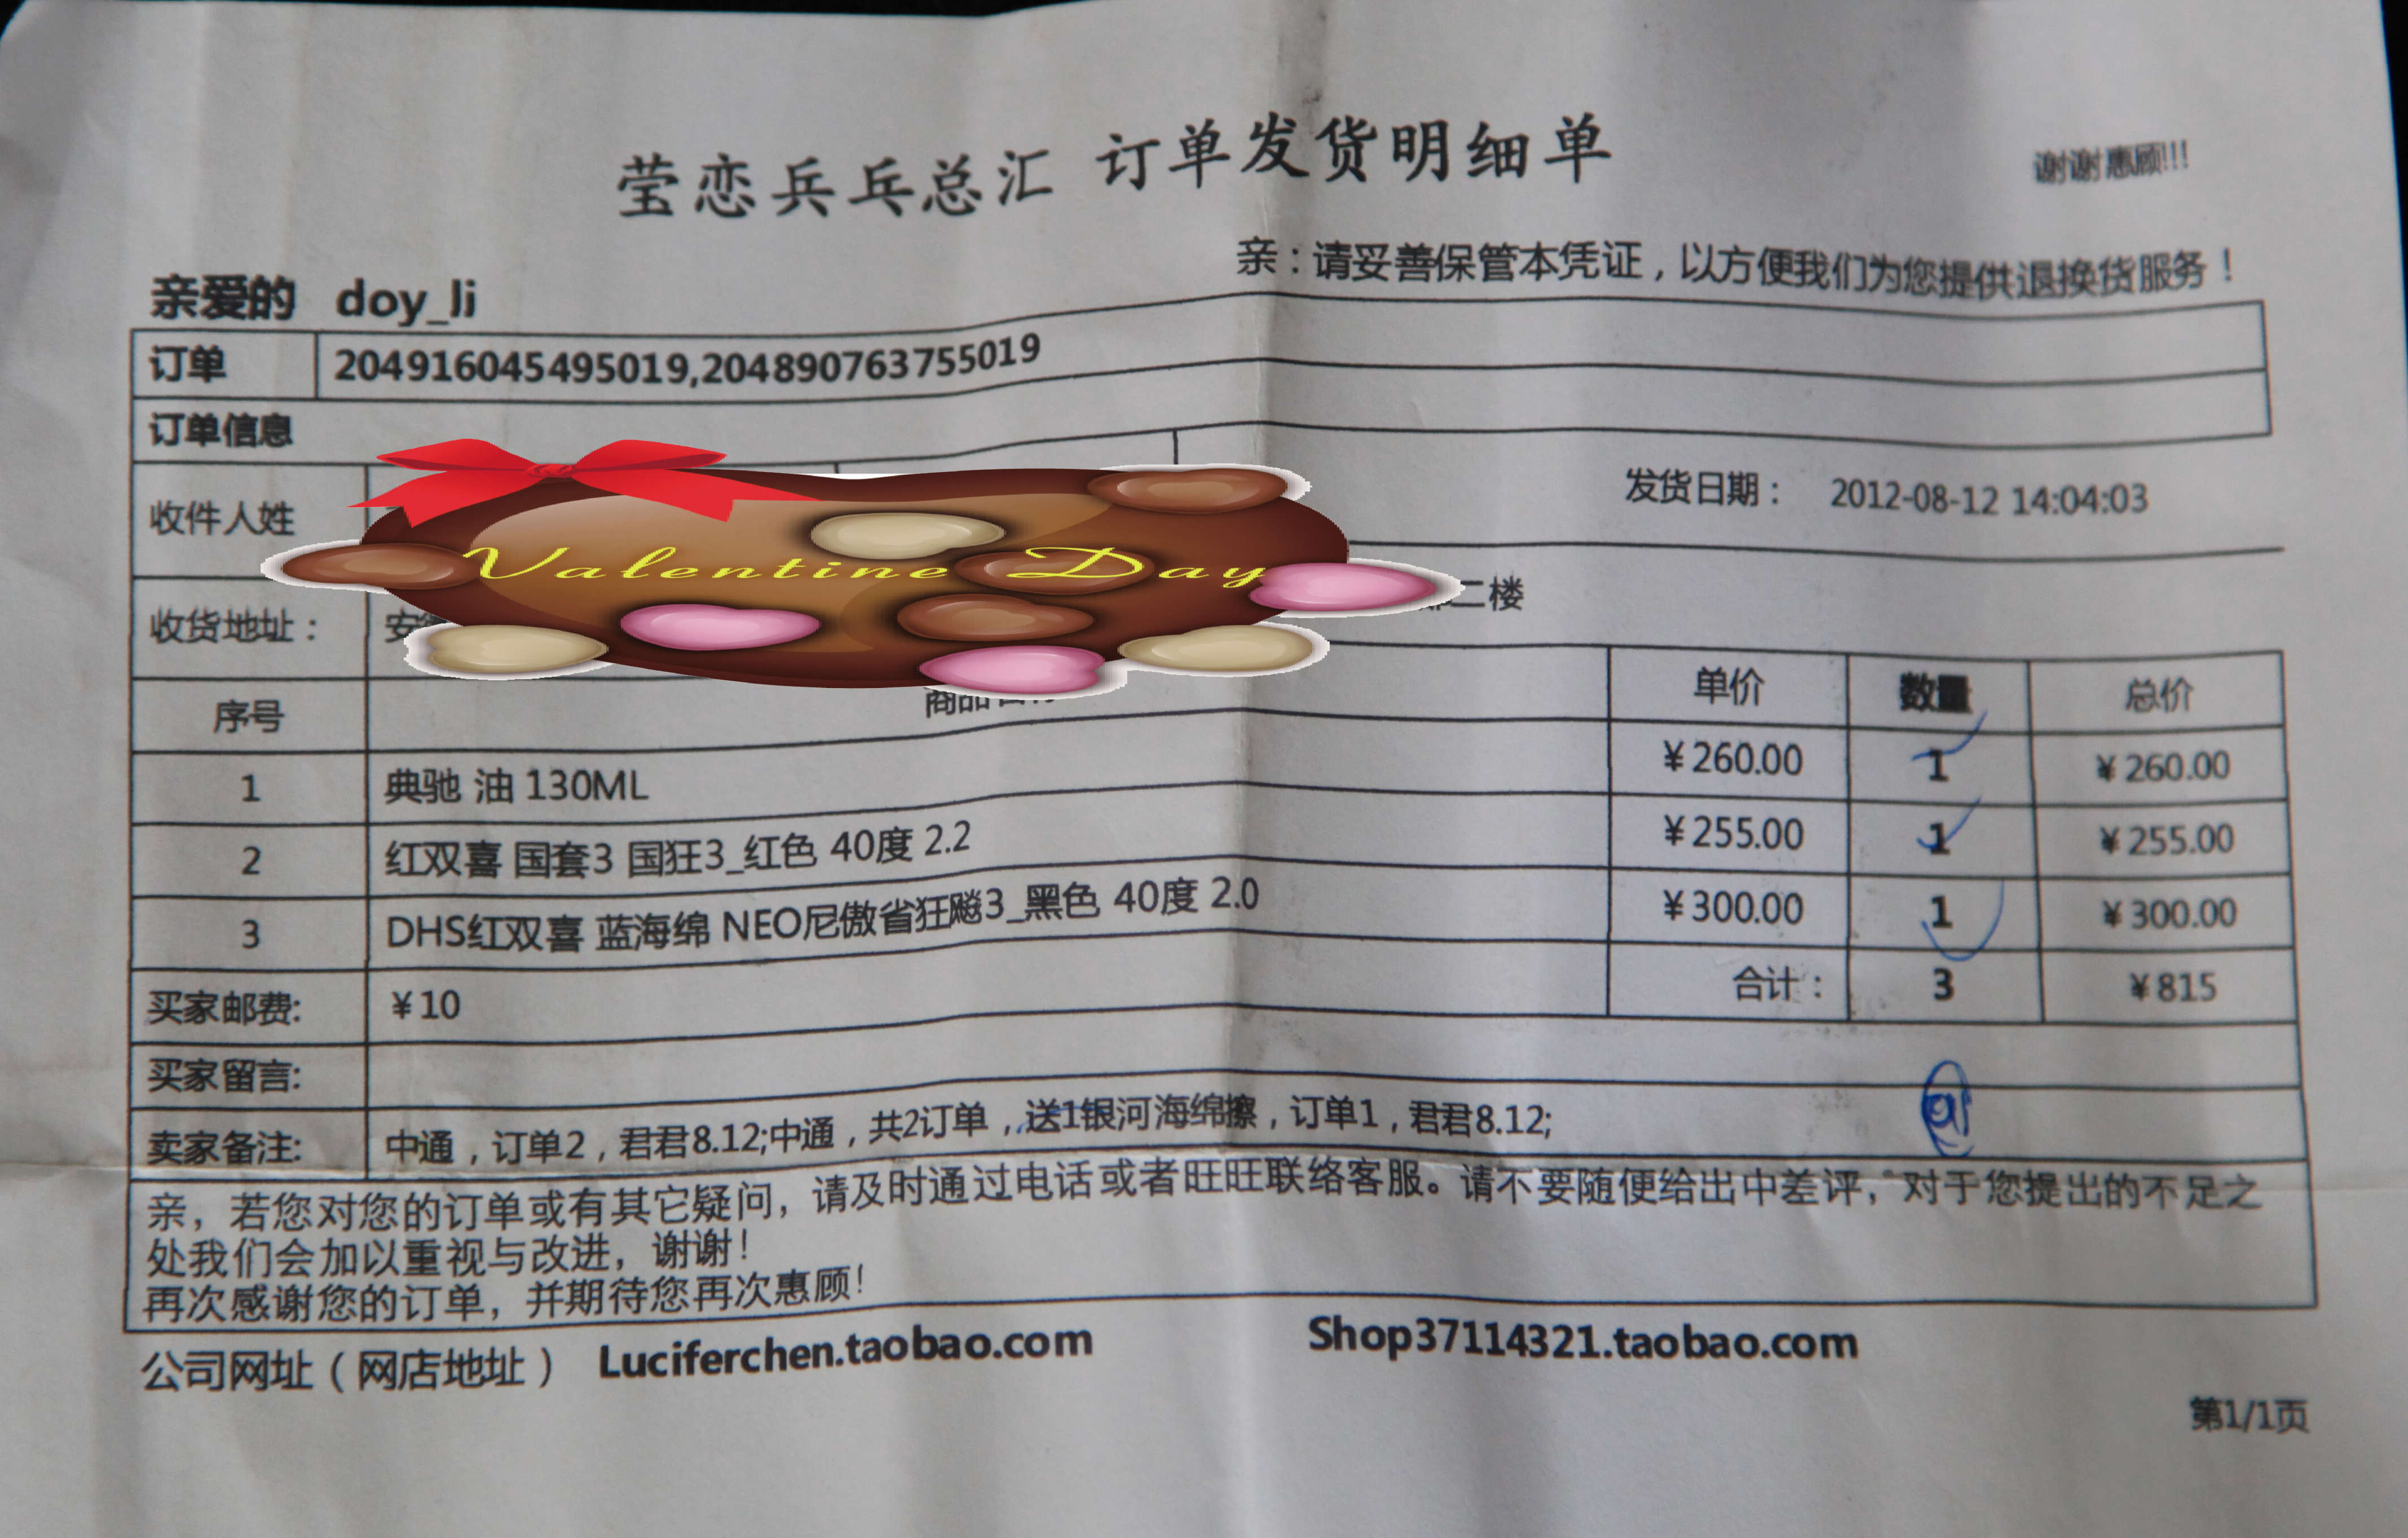 莹恋乒乓总汇 订单发货明细单
谢谢惠顾!!!
亲：请妥善保管本凭证，以方便我们为您提供退换货服务！
亲爱的 doy_li
订单 204916045495019,204890763755019
订单信息
收件人姓
发货日期： 2012-08-12 14:04:03
Valentine Day
收货地址： 二楼
序号 商品 单价 数量 总价
1 典驰 油 130ML ￥260.00 1 ￥260.00
2 红双喜 国套3 国狂3_红色 40度 2.2 ￥255.00 1 ￥255.00
3 DHS红双喜 蓝海绵 NEO尼傲省狂飚3_黑色 40度 2.0 ￥300.00 1 ￥300.00
合计： 3 ￥815
买家邮费: ￥10
买家留言:
卖家备注: 中通，订单2，君君8.12;中通，共2订单，送1银河海绵擦，订单1，君君8.12;
亲，若您对您的订单或有其它疑问，请及时通过电话或者旺旺联络客服。请不要随便给出中差评，对于您提出的不足之
处我们会加以重视与改进，谢谢！
再次感谢您的订单，并期待您再次惠顾！
公司网址（网店地址） Luciferchen.taobao.com Shop37114321.taobao.com
第1/1页